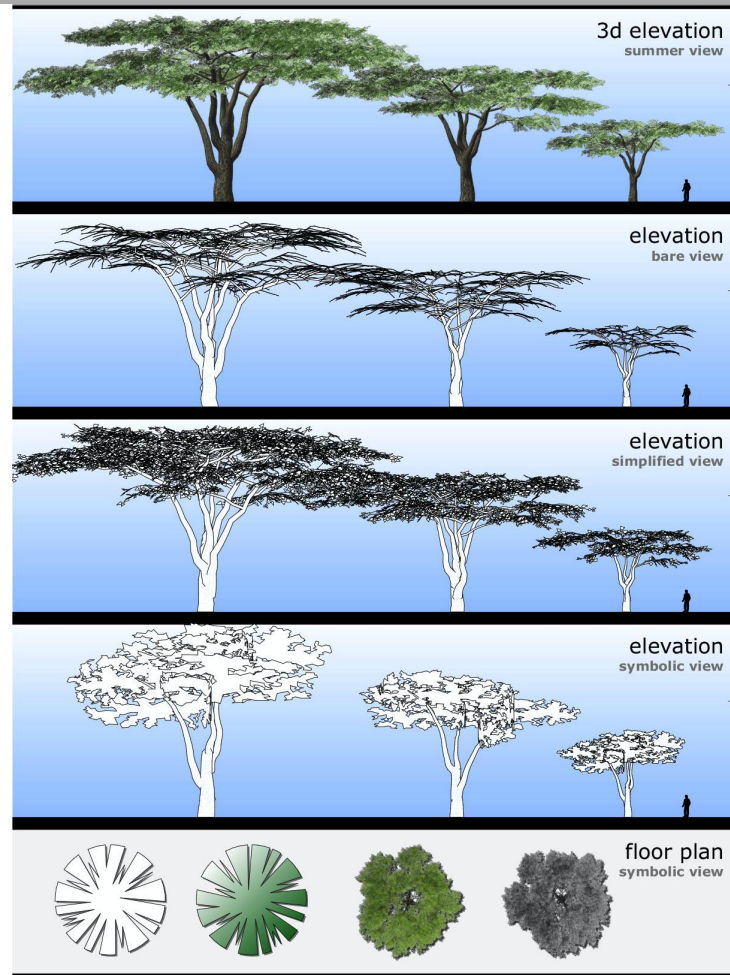 3d elevation
summer view
elevation
bare view
elevation
simplified view
elevation
symbolic view
floor plan
symbolic view